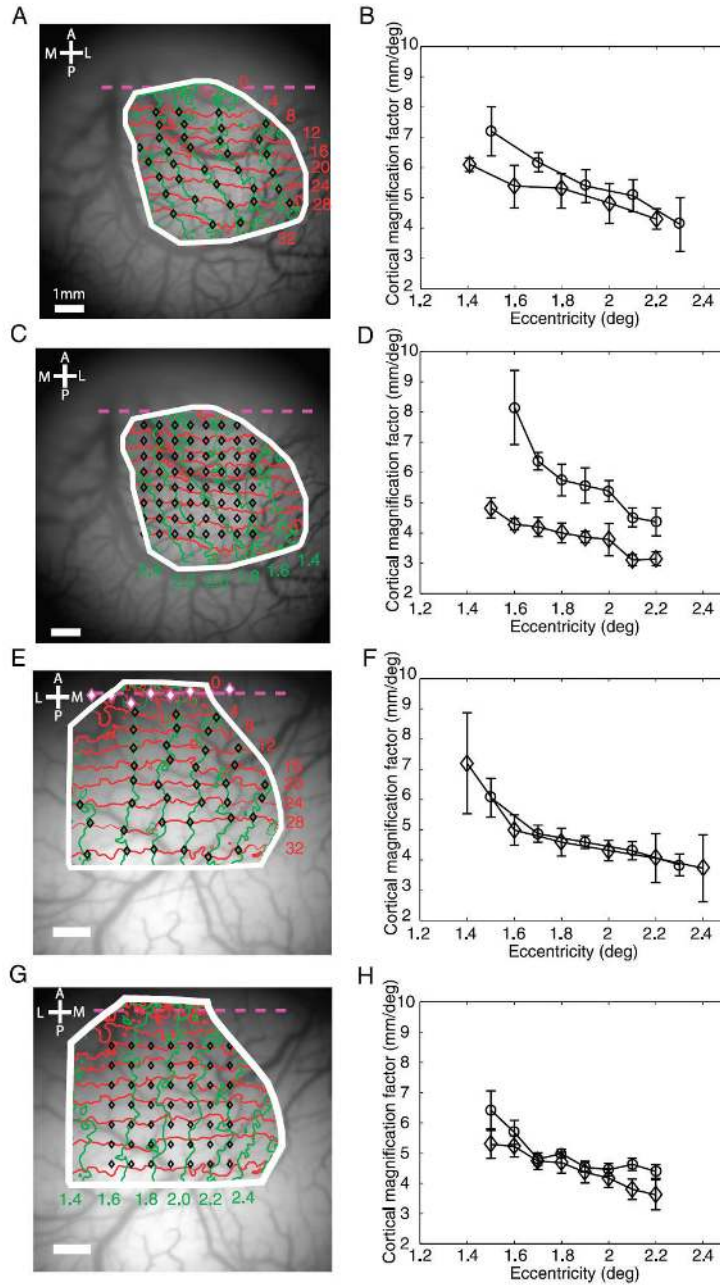 A
B
A
M L
P
0
4
8
12
16
20
24
28
32
1mm
Cortical magnification factor (mm/deg)
10
9
8
7
6
5
4
3
2
1.2 1.4 1.6 1.8 2 2.2 2.4
Eccentricity (deg)
C
D
A
M L
P
1.8
1.6
1.4
Cortical magnification factor (mm/deg)
10
9
8
7
6
5
4
3
2
1.2 1.4 1.6 1.8 2 2.2 2.4
Eccentricity (deg)
E
F
A
L M
P
0
4
8
12
24
28
32
Cortical magnification factor (mm/deg)
10
9
8
7
6
5
4
3
2
1.2 1.4 1.6 1.8 2 2.2 2.4
Eccentricity (deg)
G
H
A
L M
P
1.4 1.6 1.8 2.0 2.2 2.4
Cortical magnification factor (mm/deg)
10
9
8
7
6
5
4
3
2
1.2 1.4 1.6 1.8 2 2.2 2.4
Eccentricity (deg)